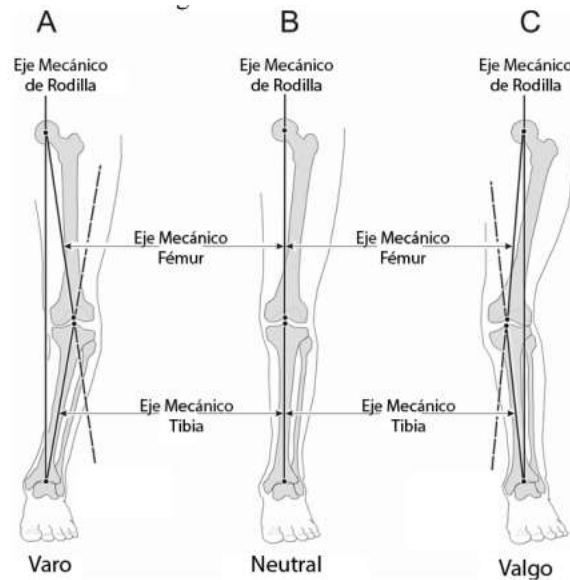 A
B
C
Eje Mecánico
de Rodilla
Eje Mecánico
de Rodilla
Eje Mecánico
de Rodilla
Eje Mecánico
Fémur
Eje Mecánico
Fémur
Eje Mecánico
Tibia
Eje Mecánico
Tibia
Varo
Neutral
Valgo